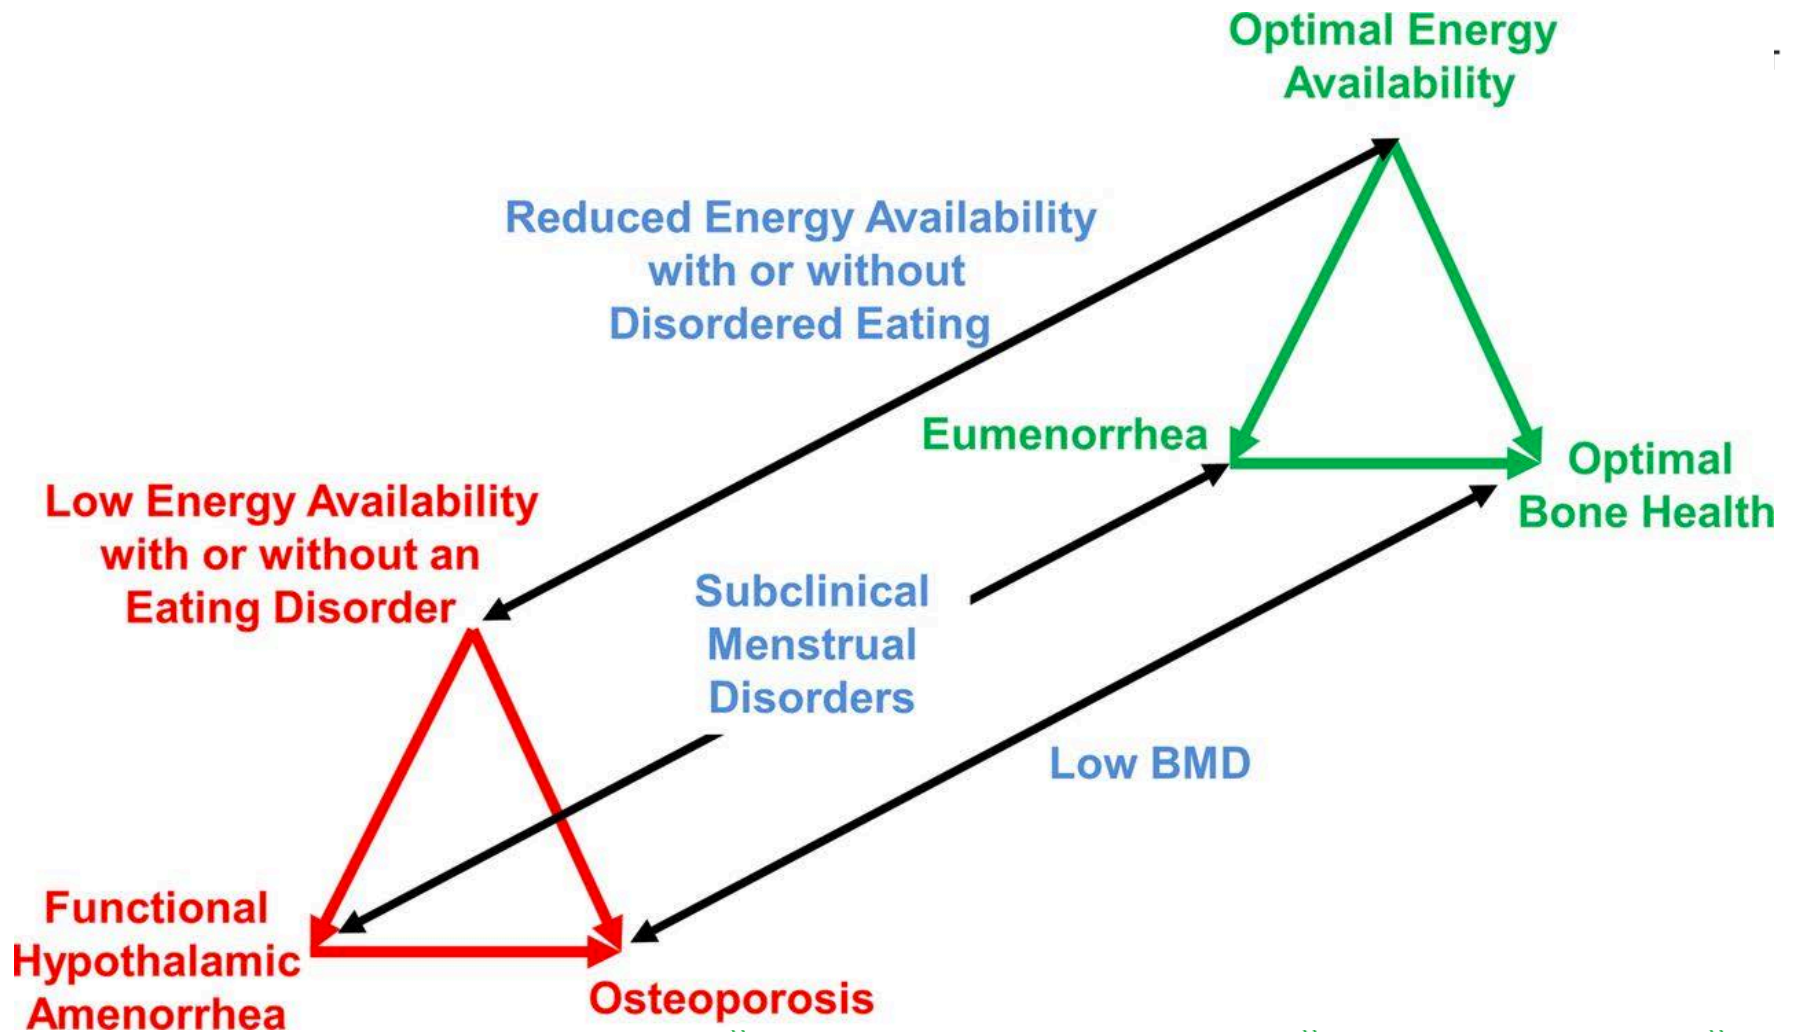 Optimal Energy
Availability
Reduced Energy Availability
with or without
Disordered Eating
Eumenorrhea
Optimal
Bone Health
Low Energy Availability
with or without an
Eating Disorder
Subclinical
Menstrual
Disorders
Low BMD
Functional
Hypothalamic
Amenorrhea
Osteoporosis